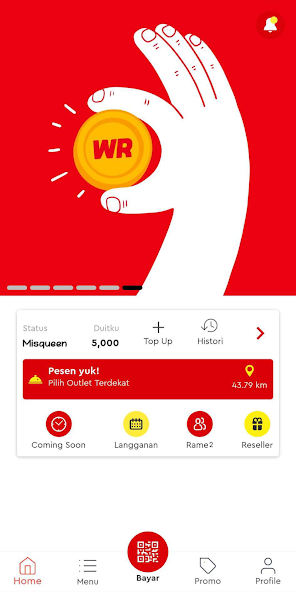 WR
Status
Duitku
Misqueen
5,000
Top Up
Histori
Pesen yuk!
Pilih Outlet Terdekat
43.79 km
Coming Soon
Langganan
Rame2
Reseller
Home
Menu
Bayar
Promo
Profile